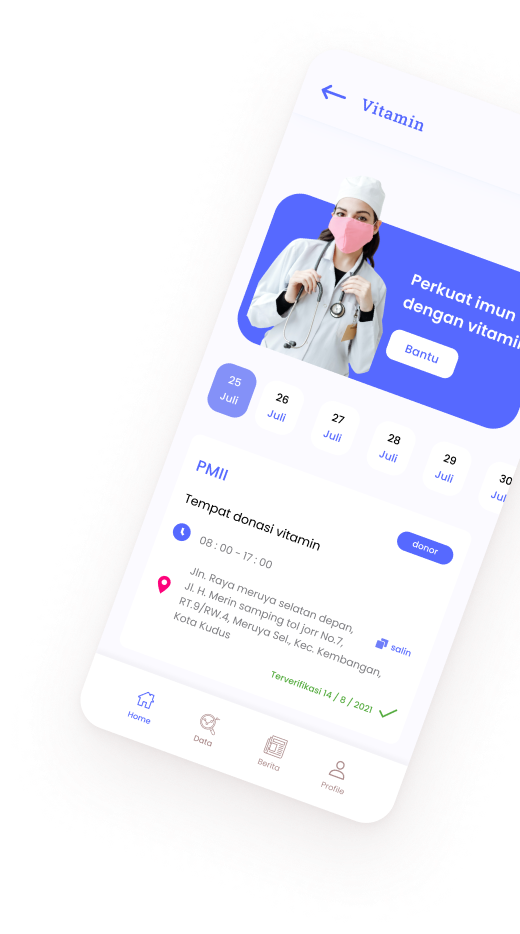 Vitamin
Perkuat imun
dengan vitamin
Bantu
25
Juli
26
Juli
27
Juli
28
Juli
29
Juli
30
Jul
PMII
Tempat donasi vitamin
donor
08 : 00 - 17 : 00
Jln. Raya meruya selatan depan,
Jl. H. Merin samping tol jorr No.7,
RT.9/RW.4, Meruya Sel., Kec. Kembangan,
Kota Kudus
salin
Terverifikasi 14 / 8 / 2021
Home
Data
Berita
Profile